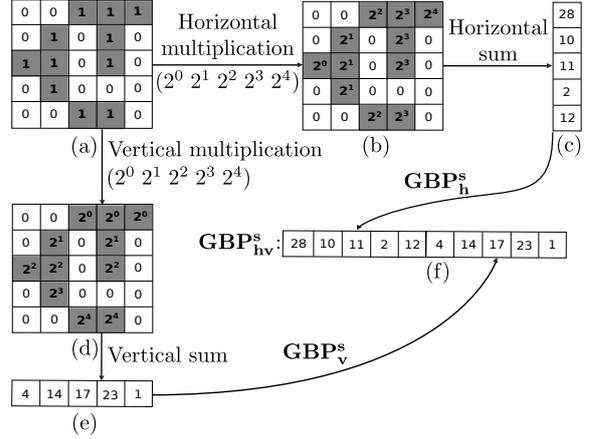 0 0 1 1 1
0 1 0 1 0
1 1 0 1 0
0 1 0 0 0
0 0 1 1 0
(a)
Horizontal
multiplication
(2⁰ 2¹ 2² 2³ 2⁴)
0 0 2² 2³ 2⁴
0 2¹ 0 2³ 0
2⁰ 2¹ 0 2³ 0
0 2¹ 0 0 0
0 0 2² 2³ 0
(b)
Horizontal
sum
28
10
11
2
12
(c)
Vertical multiplication
(2⁰ 2¹ 2² 2³ 2⁴)
GBPˢₕ
GBPˢₕᵥ:
28 10 11 2 12 4 14 17 23 1
(f)
0 0 2⁰ 2⁰ 2⁰
0 2¹ 0 2¹ 0
2² 2² 0 2² 0
0 2³ 0 0 0
0 0 2⁴ 2⁴ 0
(d)
Vertical sum
GBPˢᵥ
4 14 17 23 1
(e)